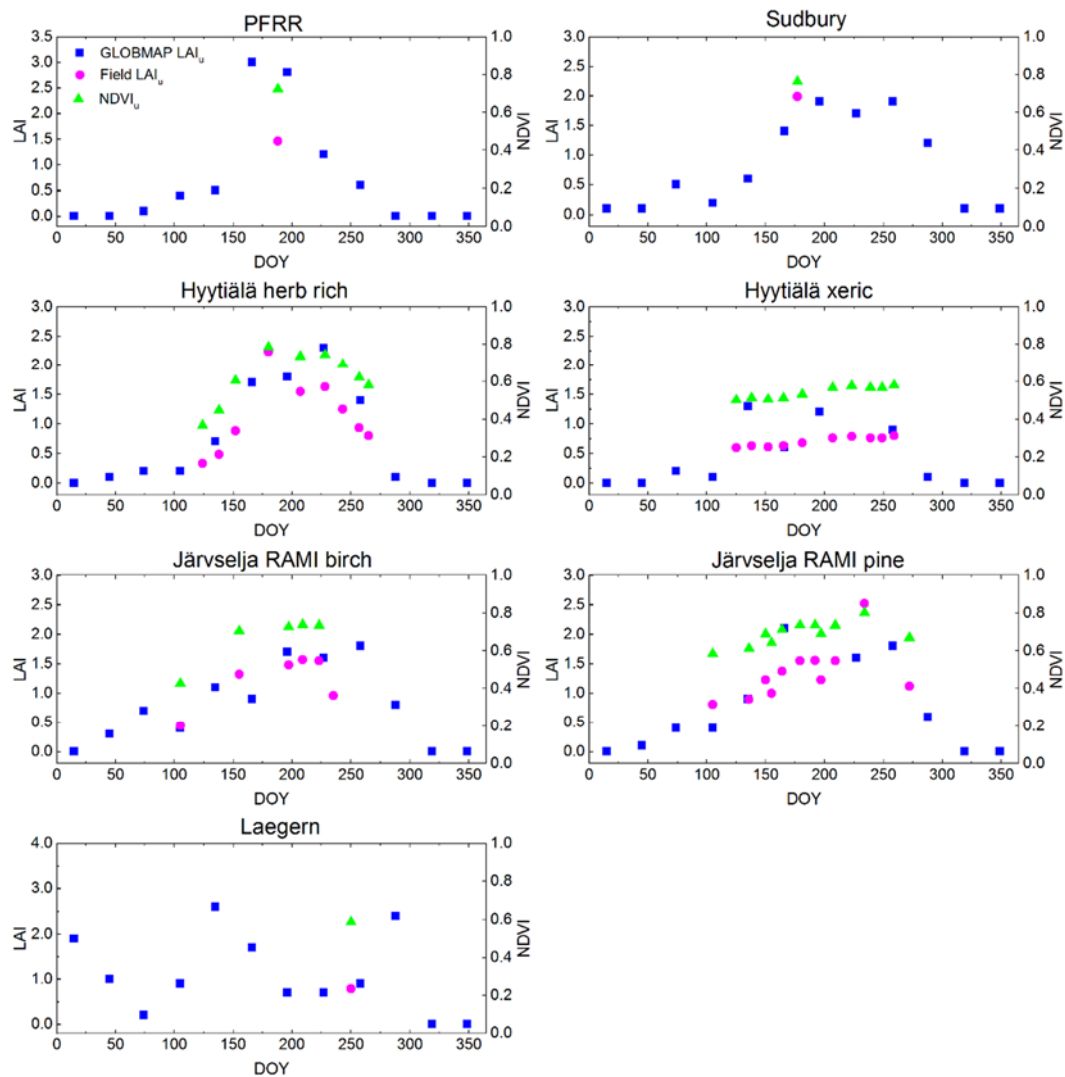 PFRR
3.5
3.0
2.5
2.0
1.5
1.0
0.5
0.0
LAI
GLOBMAP LAIu
Field LAIu
NDVIu
1.0
0.8
0.6
0.4
0.2
0.0
NDVI
0 50 100 150 200 250 300 350
DOY
Sudbury
3.0
2.5
2.0
1.5
1.0
0.5
0.0
LAI
1.0
0.8
0.6
0.4
0.2
0.0
NDVI
0 50 100 150 200 250 300 350
DOY
Hyytiälä herb rich
3.0
2.5
2.0
1.5
1.0
0.5
0.0
LAI
1.0
0.8
0.6
0.4
0.2
0.0
NDVI
0 50 100 150 200 250 300 350
DOY
Hyytiälä xeric
3.0
2.5
2.0
1.5
1.0
0.5
0.0
LAI
1.0
0.8
0.6
0.4
0.2
0.0
NDVI
0 50 100 150 200 250 300 350
DOY
Järvselja RAMI birch
3.0
2.5
2.0
1.5
1.0
0.5
0.0
LAI
1.0
0.8
0.6
0.4
0.2
0.0
NDVI
0 50 100 150 200 250 300 350
DOY
Järvselja RAMI pine
3.0
2.5
2.0
1.5
1.0
0.5
0.0
LAI
1.0
0.8
0.6
0.4
0.2
0.0
NDVI
0 50 100 150 200 250 300 350
DOY
Laegern
4.0
3.0
2.0
1.0
0.0
LAI
1.0
0.8
0.6
0.4
0.2
0.0
NDVI
0 50 100 150 200 250 300 350
DOY